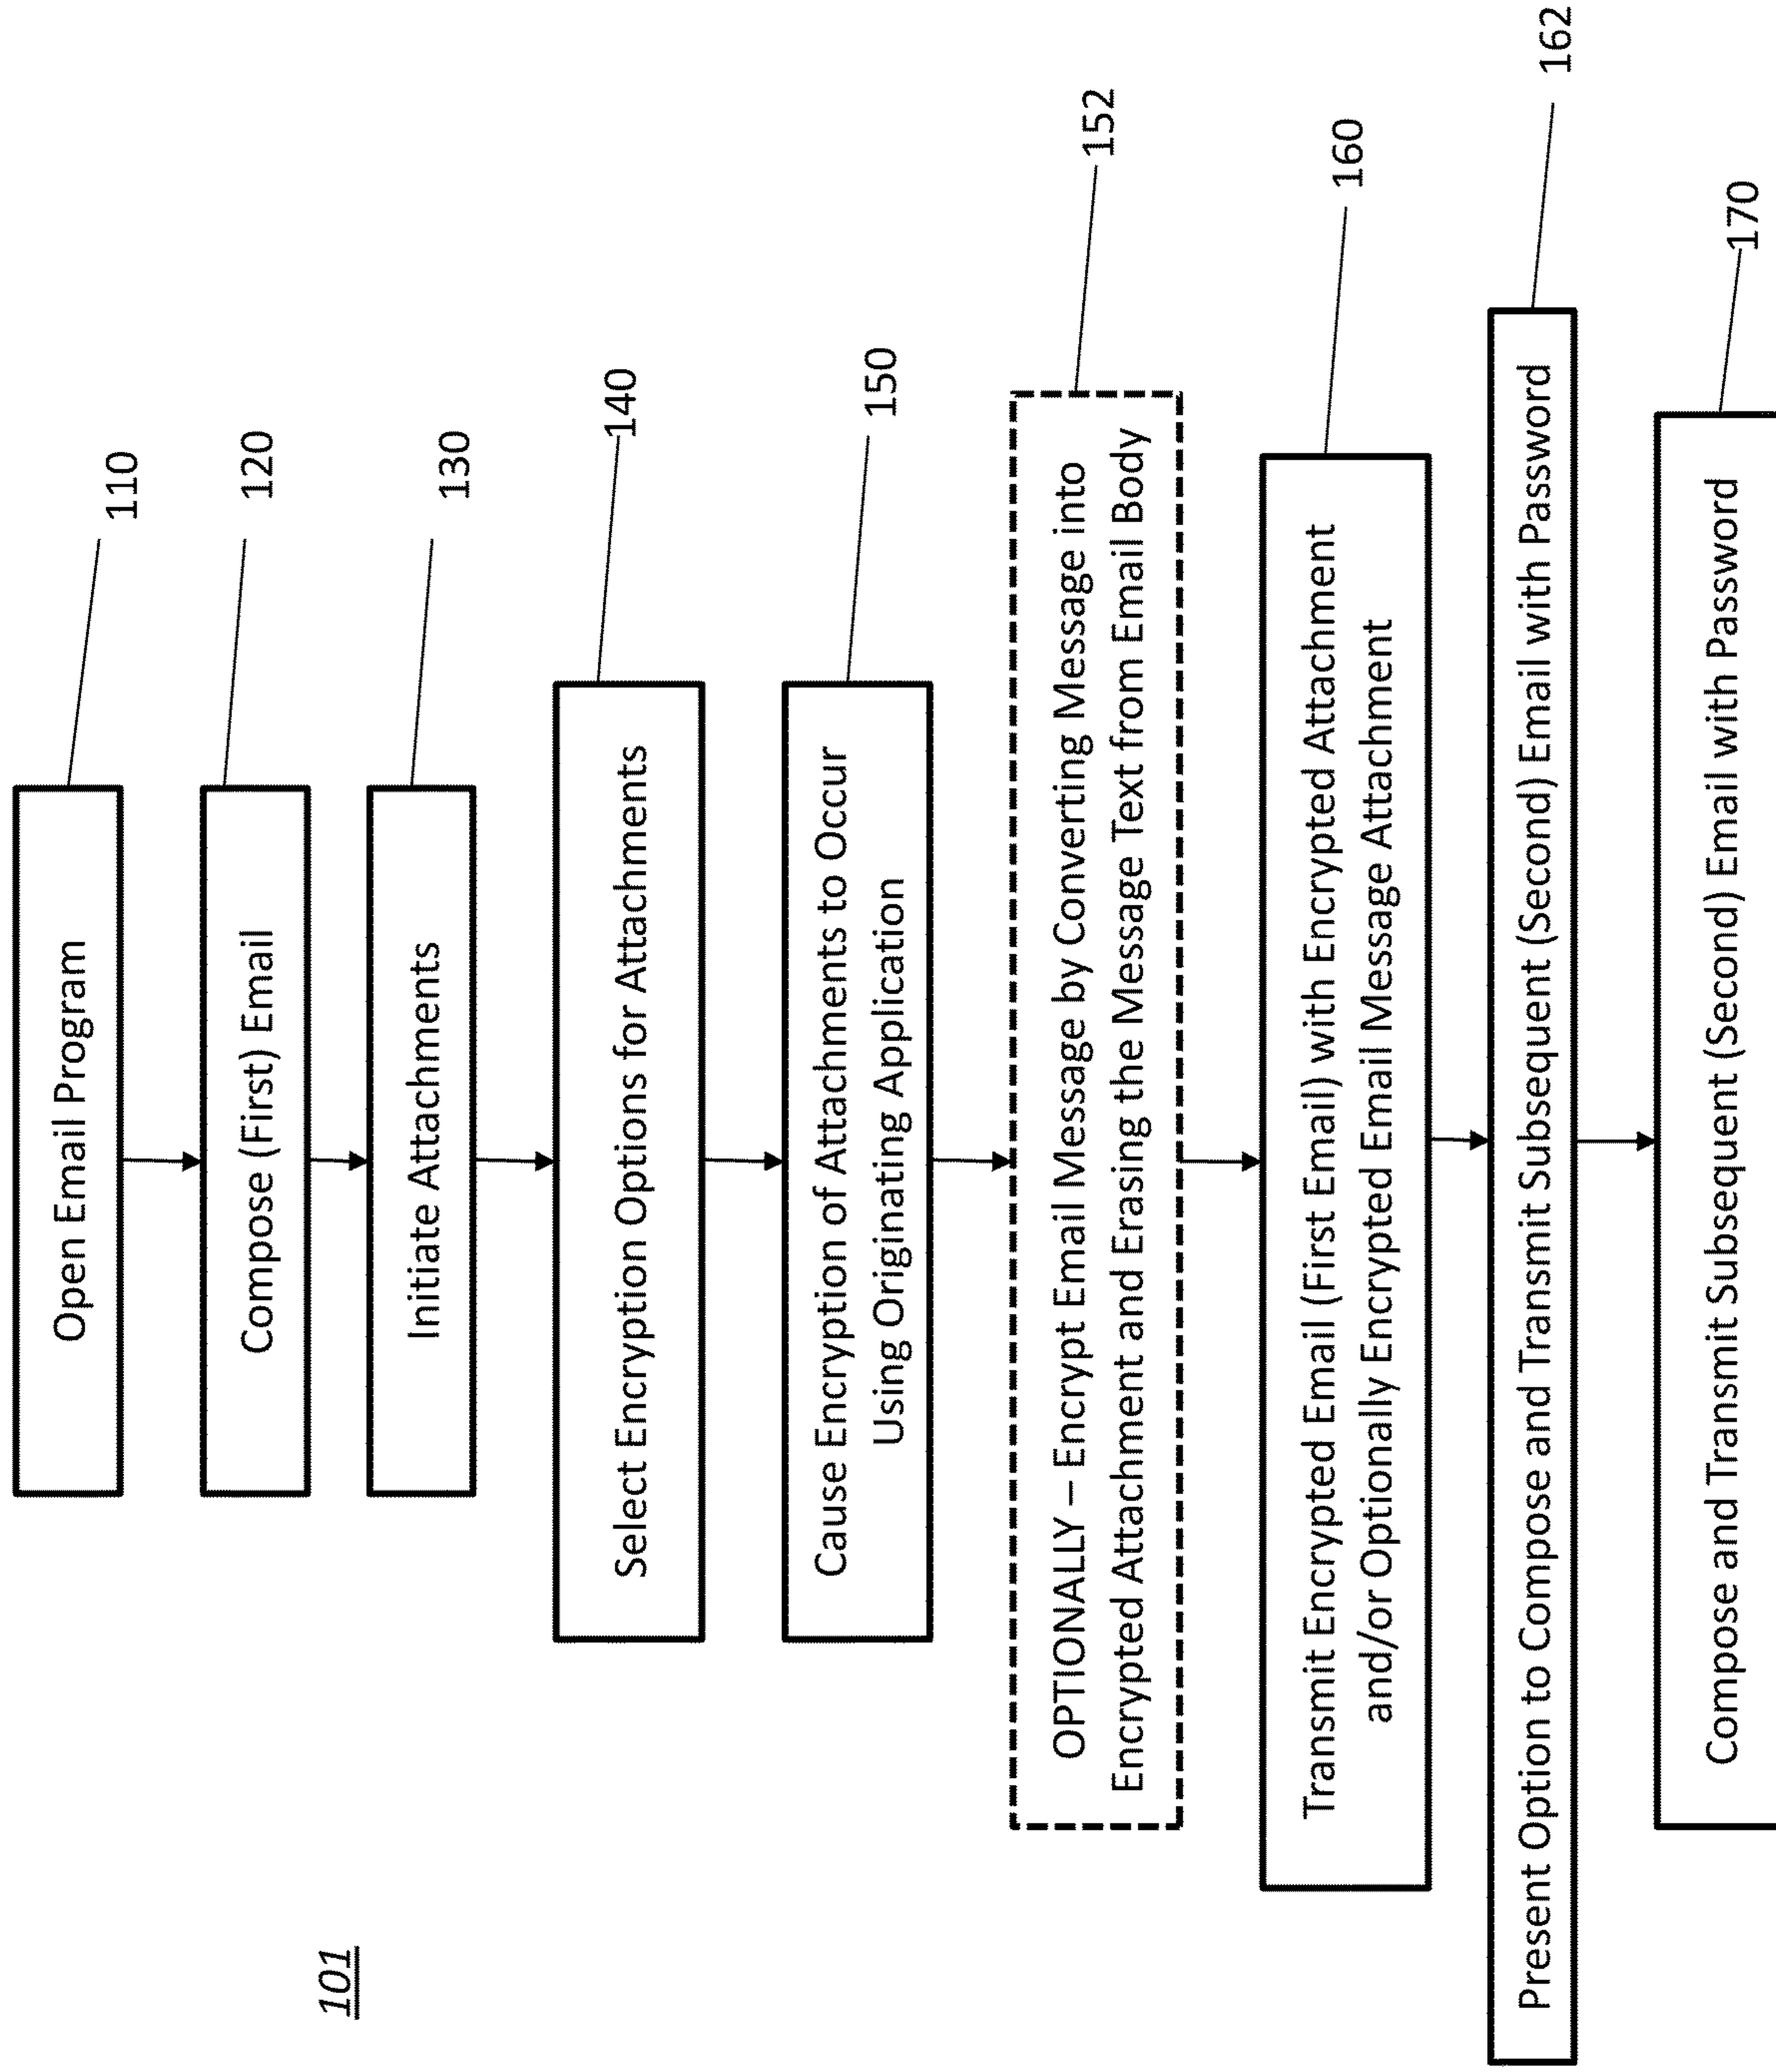 101
Open Email Program
110
Compose (First) Email
120
Initiate Attachments
130
Select Encryption Options for Attachments
140
Cause Encryption of Attachments to Occur
Using Originating Application
150
OPTIONALLY – Encrypt Email Message by Converting Message into
Encrypted Attachment and Erasing the Message Text from Email Body
152
Transmit Encrypted Email (First Email) with Encrypted Attachment
and/or Optionally Encrypted Email Message Attachment
160
Present Option to Compose and Transmit Subsequent (Second) Email with Password
162
Compose and Transmit Subsequent (Second) Email with Password
170